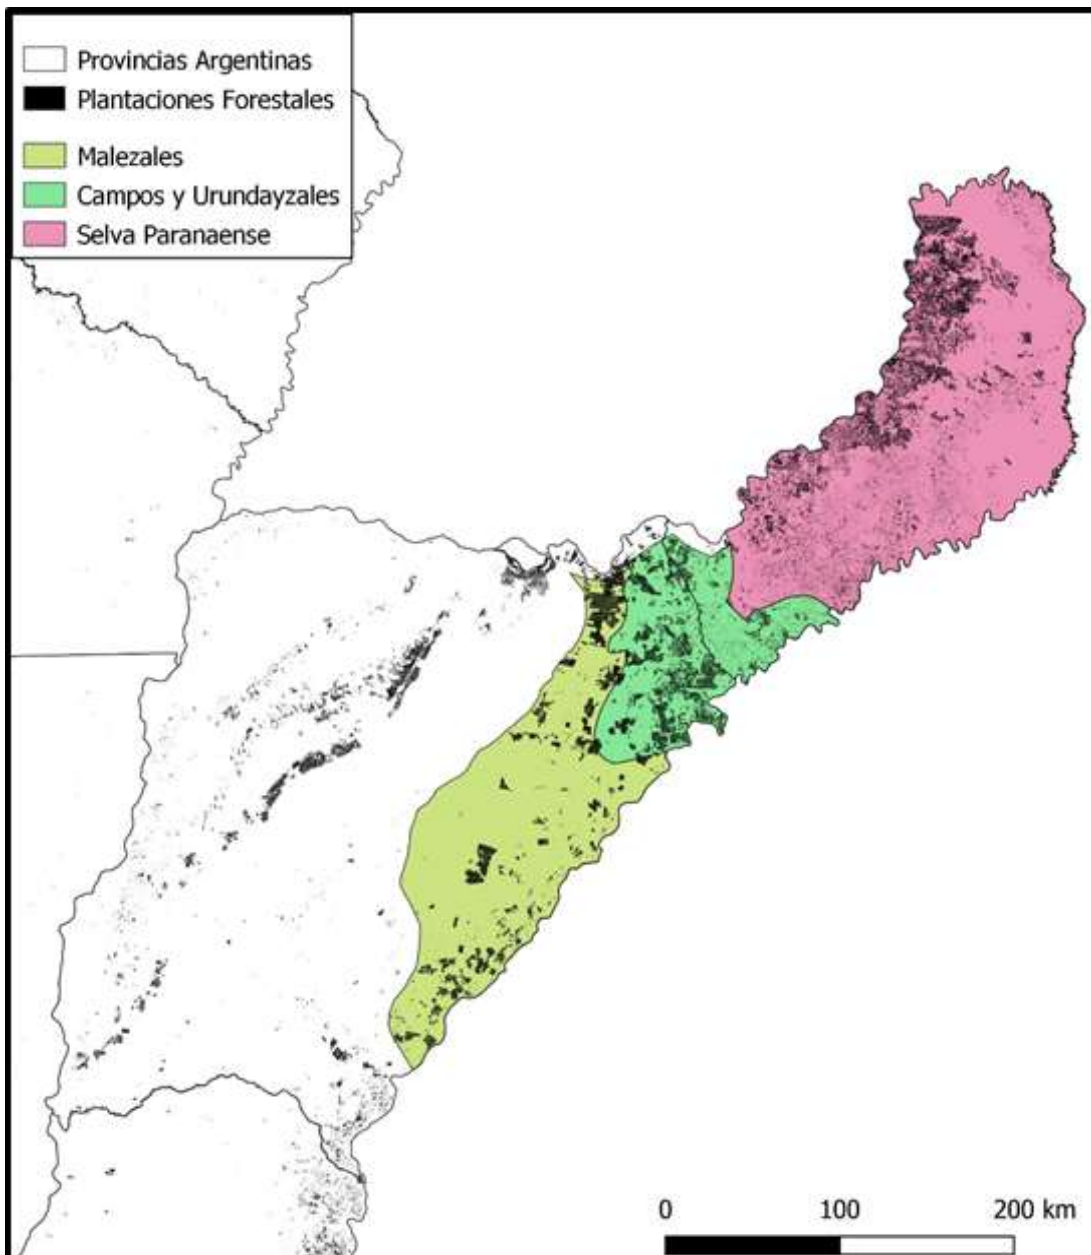 Provincias Argentinas
Plantaciones Forestales
Malezales
Campos y Urundayzales
Selva Paranaense
0 100 200 km